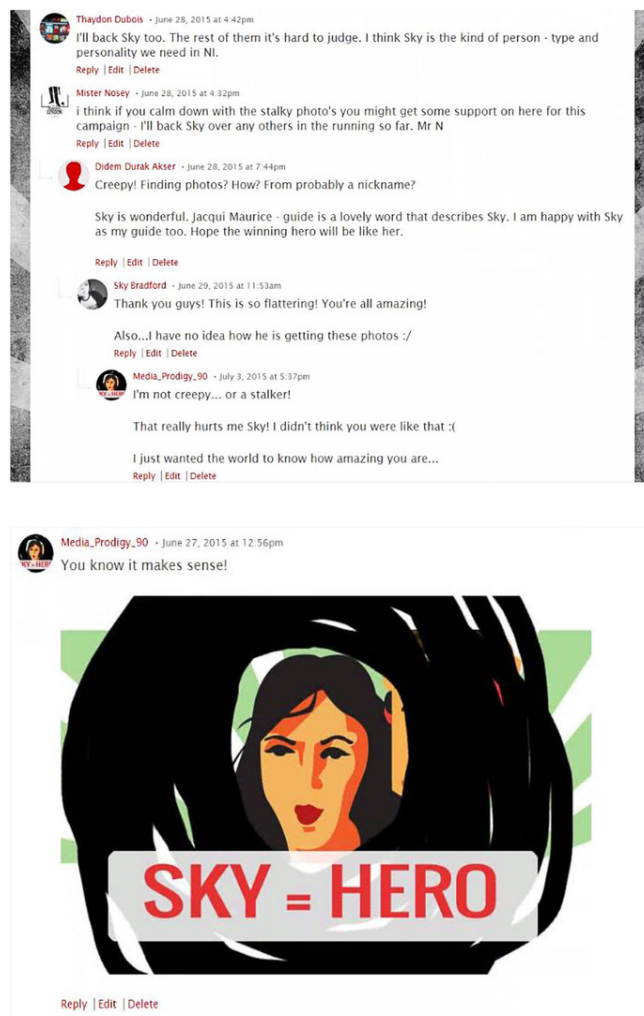 Thaydon Dubois - June 28, 2015 at 4:42pm
I'll back Sky too. The rest of them it's hard to judge. I think Sky is the kind of person - type and
personality we need in NI.
Reply | Edit | Delete
Mister Nosey - June 28, 2015 at 4:32pm
i think if you calm down with the stalky photo's you might get some support on here for this
campaign - I'll back Sky over any others in the running so far. Mr N
Reply | Edit | Delete
Didem Durak Akser - June 28, 2015 at 7:44pm
Creepy! Finding photos? How? From probably a nickname?
Sky is wonderful. Jacqui Maurice - guide is a lovely word that describes Sky. I am happy with Sky
as my guide too. Hope the winning hero will be like her.
Reply | Edit | Delete
Sky Bradford - June 29, 2015 at 11:53am
Thank you guys! This is so flattering! You're all amazing!
Also...I have no idea how he is getting these photos :/
Reply | Edit | Delete
Media_Prodigy_90 - July 3, 2015 at 5:37pm
I'm not creepy... or a stalker!
That really hurts me Sky! I didn't think you were like that :(
I just wanted the world to know how amazing you are...
Reply | Edit | Delete
Media_Prodigy_90 - June 27, 2015 at 12:56pm
You know it makes sense!
SKY = HERO
Reply | Edit | Delete